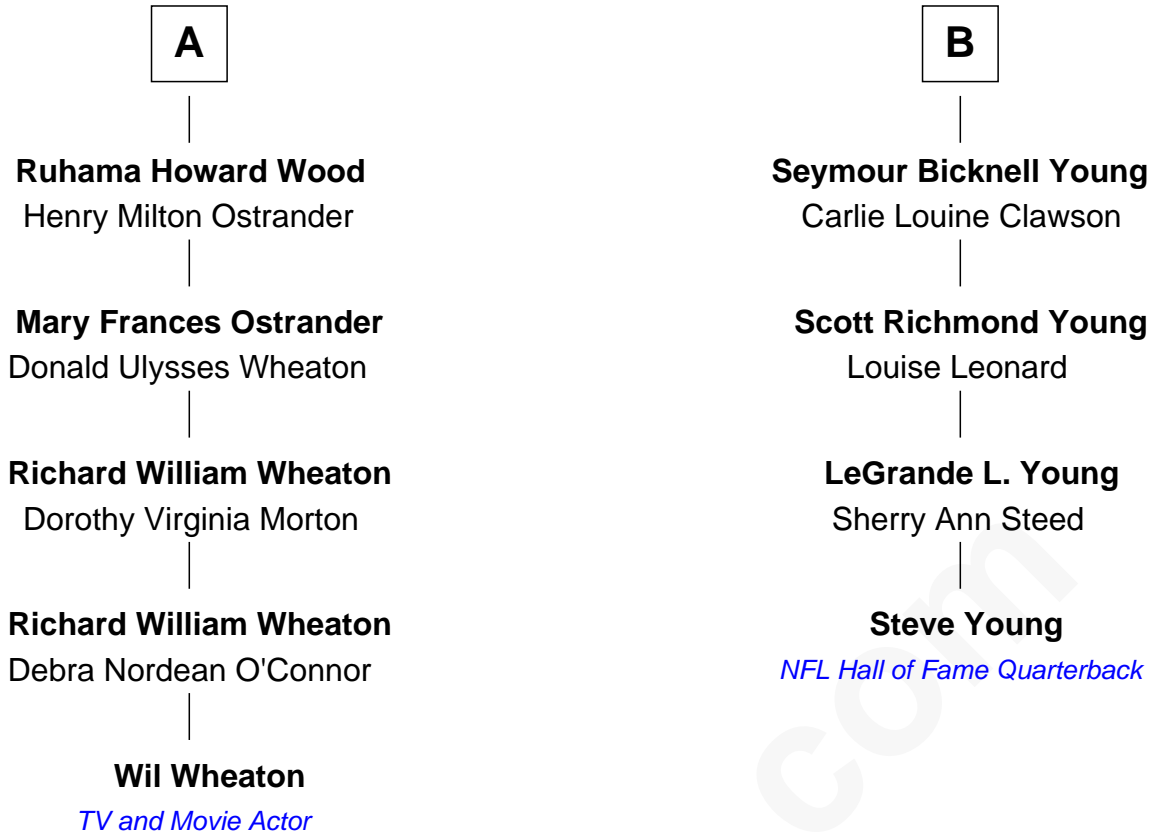 A
Ruhama Howard Wood
Henry Milton Ostrander
Mary Frances Ostrander
Donald Ulysses Wheaton
Richard William Wheaton
Dorothy Virginia Morton
Richard William Wheaton
Debra Nordean O'Connor
Wil Wheaton
TV and Movie Actor
B
Seymour Bicknell Young
Carlie Louine Clawson
Scott Richmond Young
Louise Leonard
LeGrande L. Young
Sherry Ann Steed
Steve Young
NFL Hall of Fame Quarterback
com